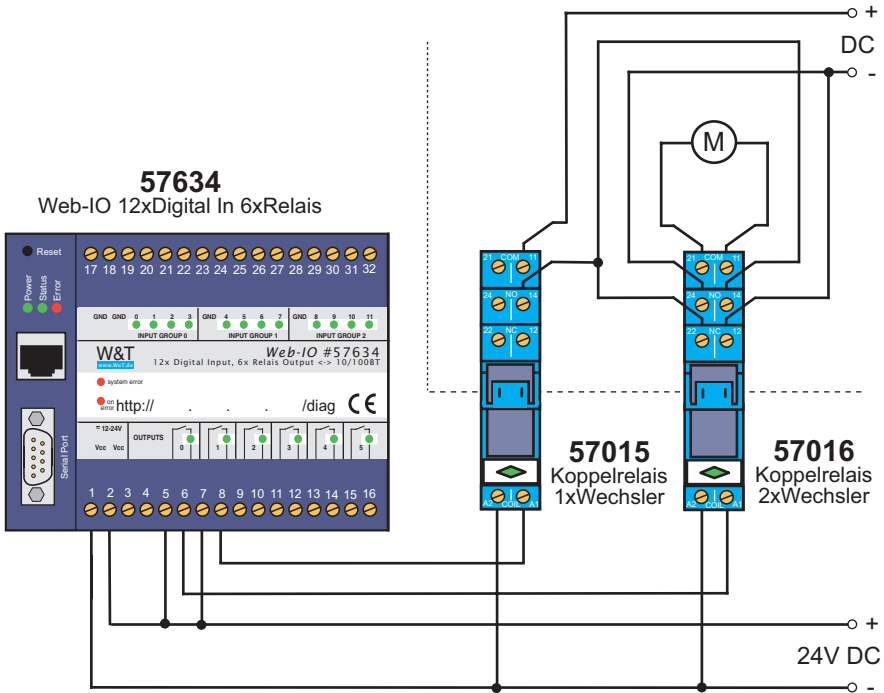 +
DC
-
M
57634
Web-IO 12xDigital In 6xRelais
Reset
Power
Status
Error
17 18 19 20 21 22 23 24 25 26 27 28 29 30 31 32
GND GND 0 1 2 3 GND 4 5 6 7 GND 8 9 10 11
INPUT GROUP 0 INPUT GROUP 1 INPUT GROUP 2
W&T
www.WuT.de
Web-IO #57634
12x Digital Input, 6x Relais Output <-> 10/100BT
system error
on error
http:// . . . /diag CE
≂ 12-24V
Vcc Vcc
OUTPUTS
0 1 2 3 4 5
Serial Port
1 2 3 4 5 6 7 8 9 10 11 12 13 14 15 16
21 COM 11
24 NO 14
22 NC 12
A2 COIL A1
57015
Koppelrelais
1xWechsler
21 COM 11
24 NO 14
22 NC 12
A2 COIL A1
57016
Koppelrelais
2xWechsler
+
24V DC
-